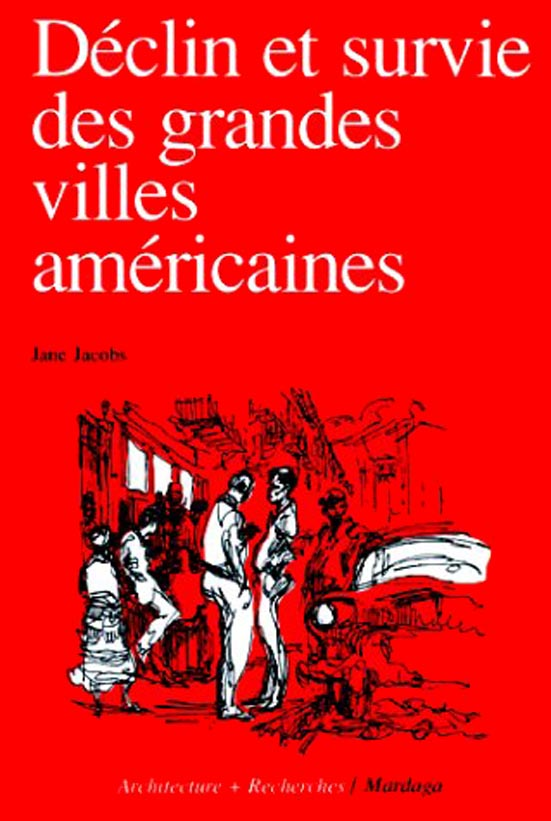 Déclin et survie
des grandes
villes
américaines
Jane Jacobs
Architecture + Recherches / Mardaga